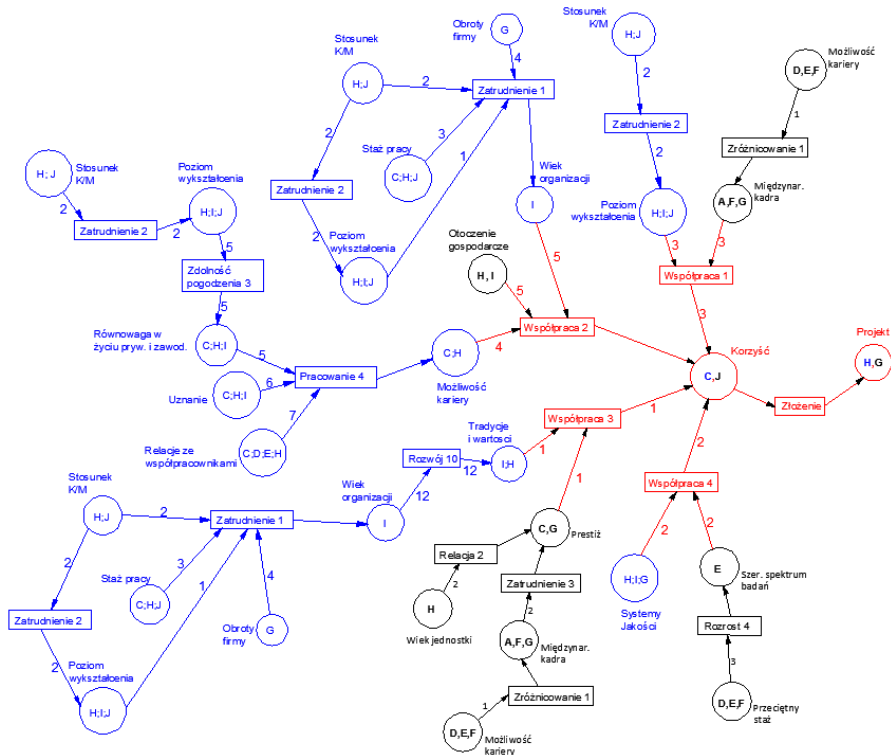 Stosunek
K/M
H;J
2
2
Obroty
firmy
G
4
Zatrudnienie 1
Staż pracy
C;H;J
3
1
Zatrudnienie 2
2
Poziom
wykształcenia
H;I;J
Wiek
organizacji
I
5
Otoczenie
gospodarcze
H, I
5
Współpraca 2
Stosunek
K/M
H;J
2
Zatrudnienie 2
2
Poziom
wykształcenia
H;I;J
3
D,E,F
Możliwość
kariery
1
Zróżnicowanie 1
A,F,G
Międzynar.
kadra
3
Współpraca 1
3
H; J
Stosunek
K/M
2
Zatrudnienie 2
2
Poziom
wykształcenia
H;I;J
5
Zdolność
pogodzenia 3
5
Równowaga w
życiu pryw. i zawod.
C;H;I
5
Uznanie
C;H;I
6
Relacje ze
współpracownikami
C;D;E;H
7
Pracowanie 4
C;H
Możliwość
kariery
4
Korzyść
C,J
Złożenie
Projekt
H,G
Współpraca 3
1
Tradycje
i wartosci
I;H
1
Rozwój 10
12
12
Wiek
organizacji
I
Stosunek
K/M
H;J
2
2
Zatrudnienie 1
Staż pracy
C;H;J
3
1
4
Obroty
firmy
G
Zatrudnienie 2
2
Poziom
wykształcenia
H;I;J
1
C,G
Prestiż
Relacja 2
2
H
Wiek jednostki
Zatrudnienie 3
2
A,F,G
Międzynar.
kadra
Zróżnicowanie 1
1
D,E,F
Możliwość
kariery
2
Współpraca 4
2
2
H;I;G
Systemy
Jakości
E
Szer. spektrum
badań
Rozrost 4
3
D,E,F
Przeciętny
staż